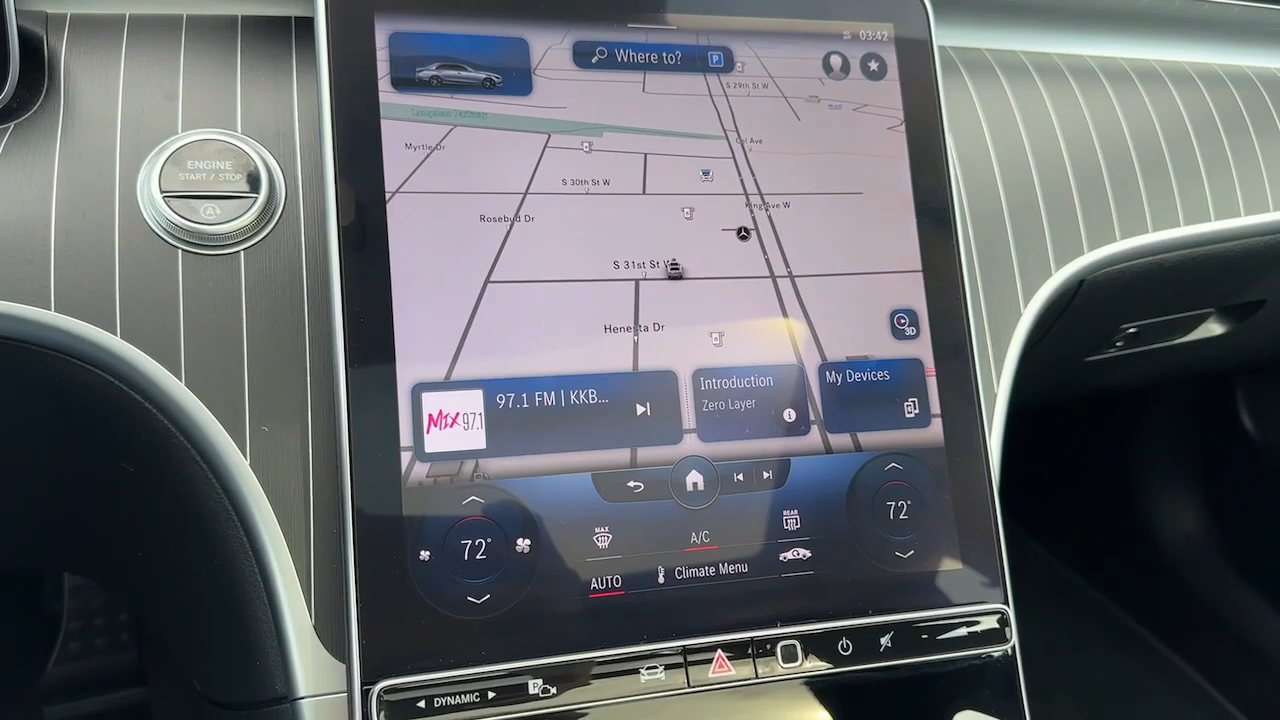 03:42
Where to?
P
S 29th St W
Lampman Parkway
Myrtle Dr
S 30th St W
King Ave W
Rosebud Dr
S 31st St W
Henesta Dr
3D
ENGINE
START / STOP
A
MIX 97.1
97.1 FM | KKB...
Introduction
Zero Layer
My Devices
72°
MAX
A/C
REAR
72°
AUTO
Climate Menu
DYNAMIC
P